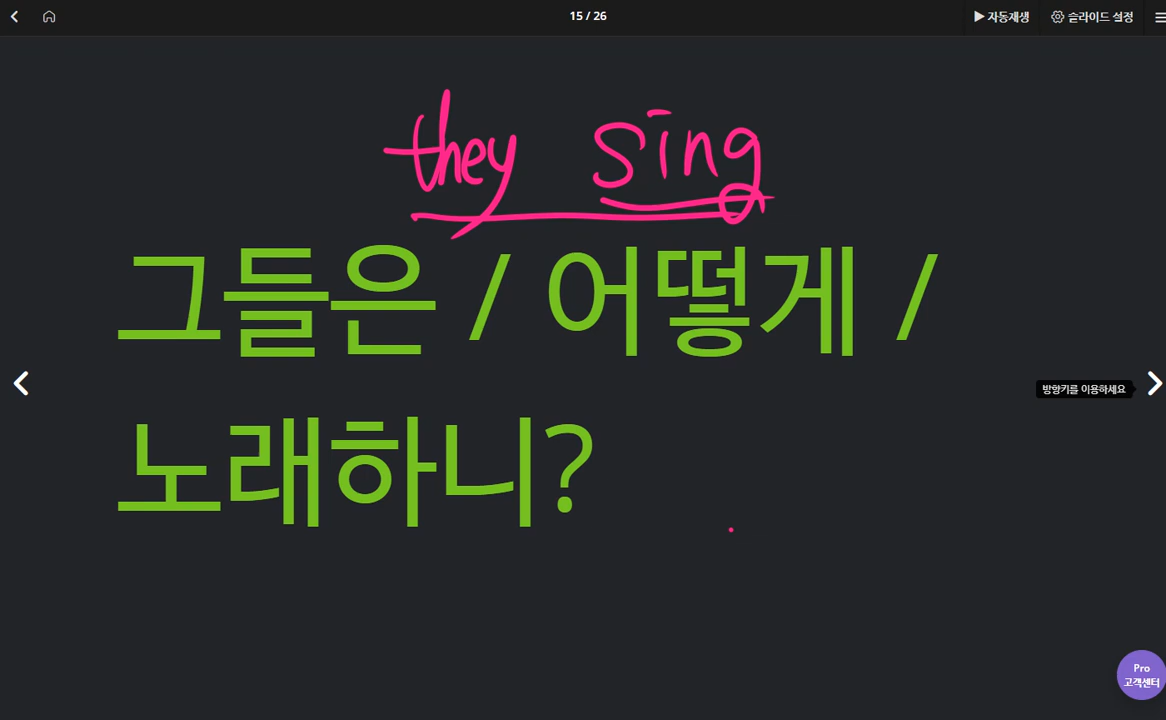 15 / 26
▶ 자동재생
슬라이드 설정
they sing
그들은 / 어떻게 /
방향키를 이용하세요
노래하니?
Pro
고객센터